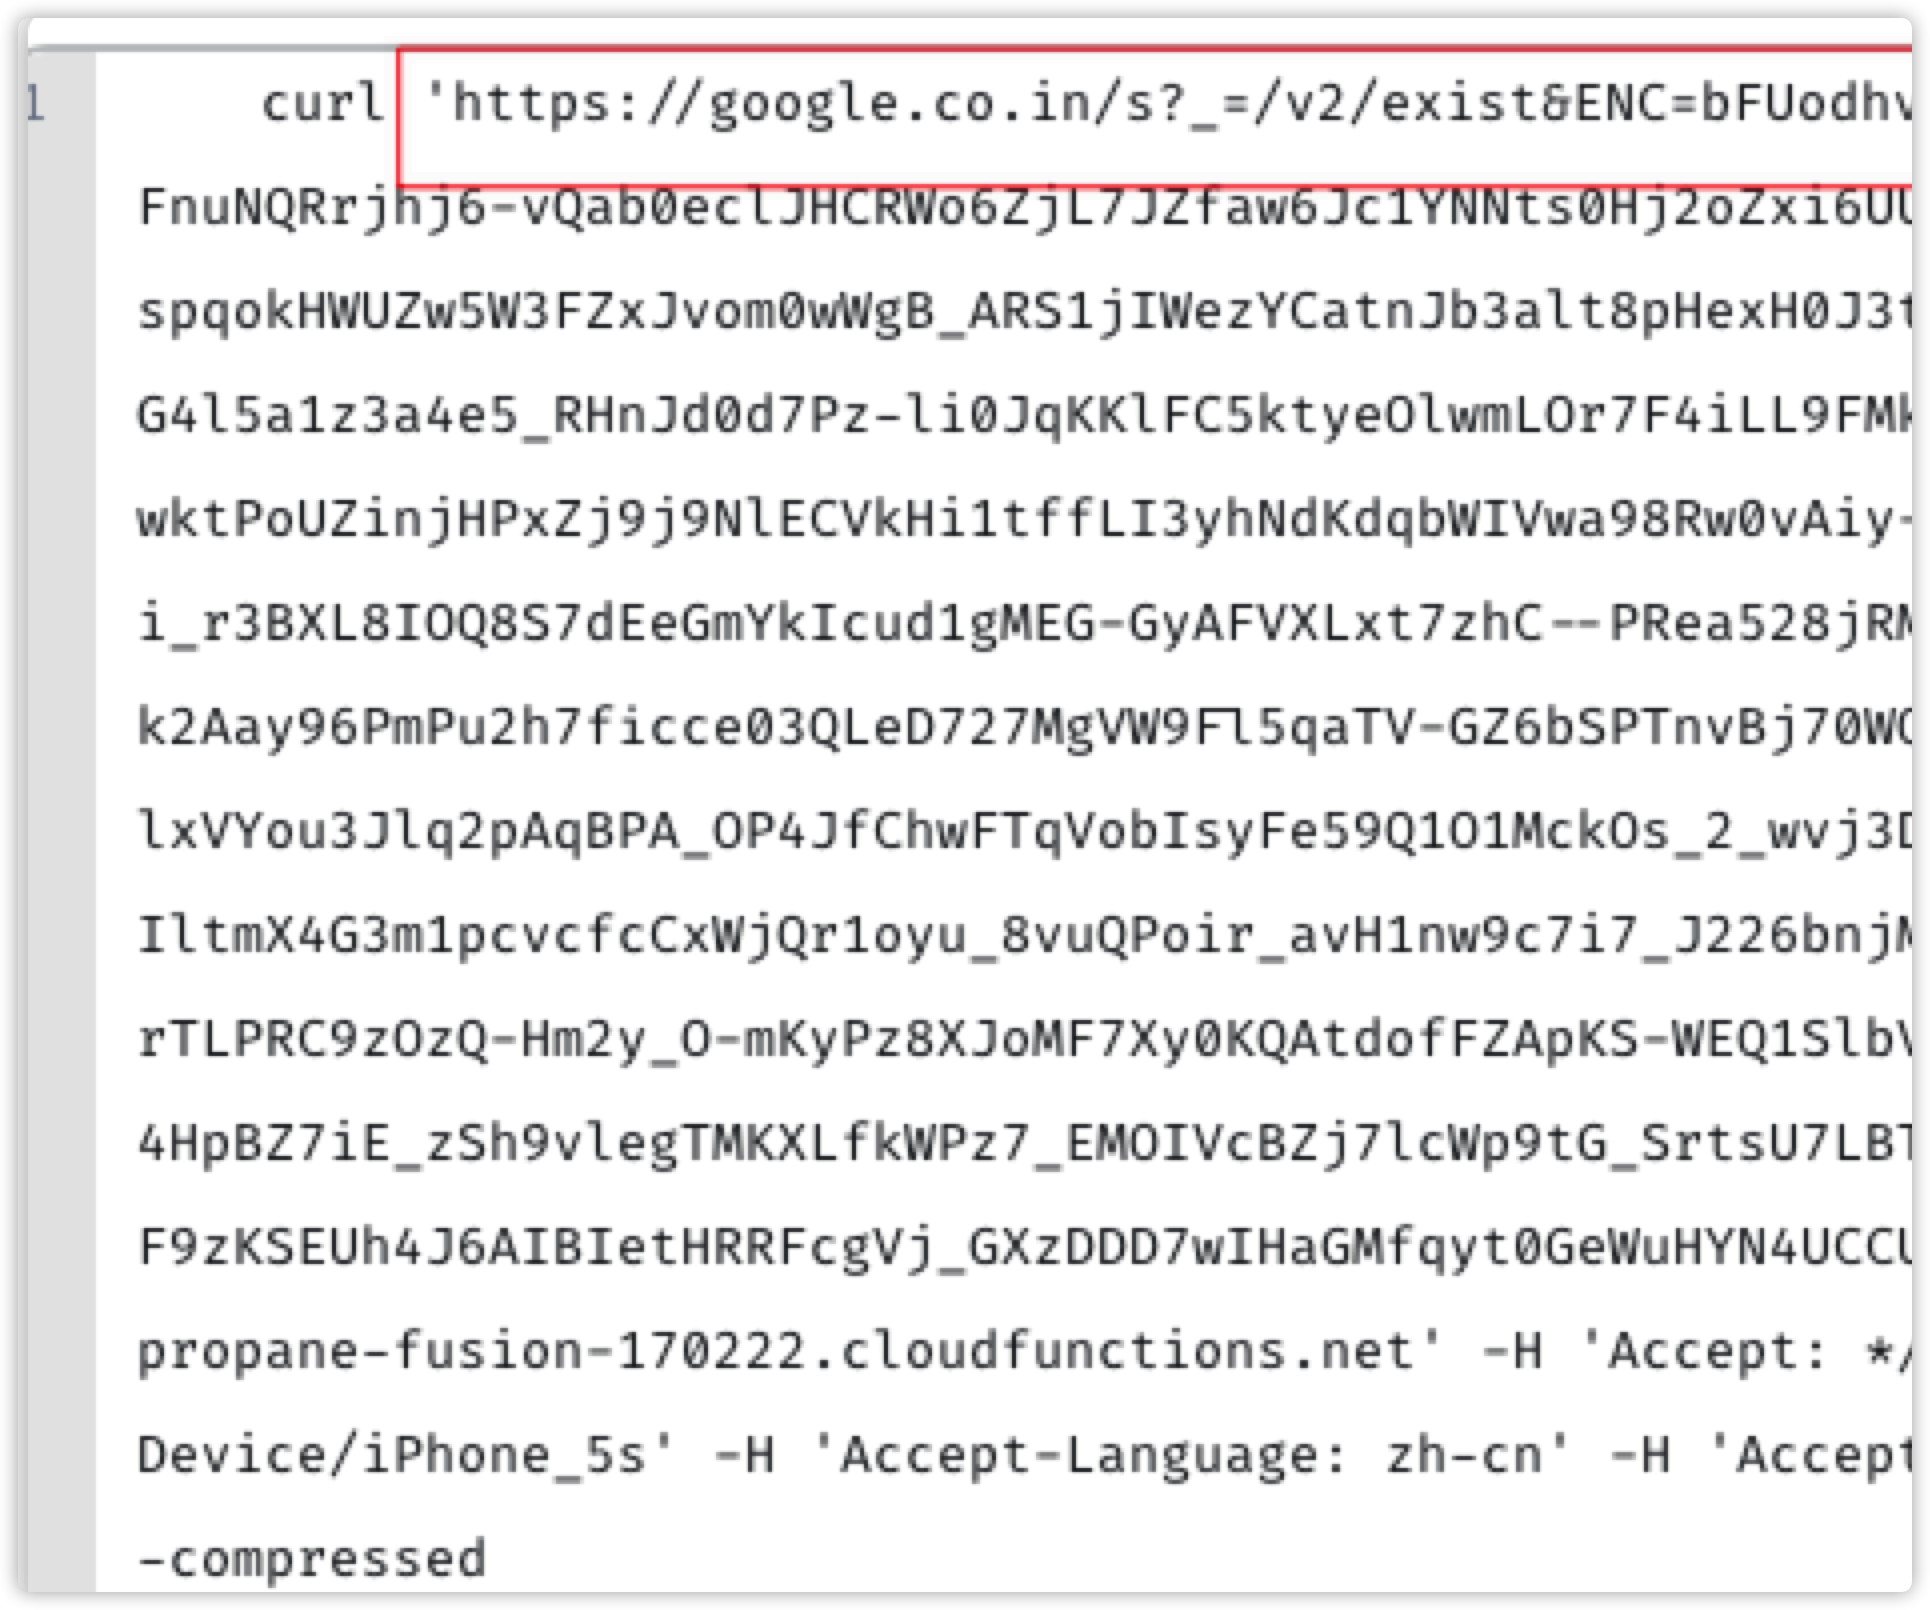 1 curl 'https://google.co.in/s?_=/v2/exist&ENC=bFUodhv
FnuNQRrjhj6-vQab0eclJHCRWo6ZjL7JZfaw6Jc1YNNts0Hj2oZxi6UU
spqokHWUZw5W3FZxJvom0wWgB_ARS1jIWezYCatnJb3alt8pHexH0J3t
G4l5a1z3a4e5_RHnJd0d7Pz-li0JqKKlFC5ktyeOlwmLOr7F4iLL9FMk
wktPoUZinjHPxZj9j9NlECVkHi1tffLI3yhNdKdqbWIVwa98Rw0vAiy-
i_r3BXL8IOQ8S7dEeGmYkIcud1gMEG-GyAFVXLxt7zhC--PRea528jRM
k2Aay96PmPu2h7ficce03QLeD727MgVW9Fl5qaTV-GZ6bSPTnvBj70WO
lxVYou3Jlq2pAqBPA_OP4JfChwFTqVobIsyFe59Q1O1MckOs_2_wvj3D
IltmX4G3m1pcvcfcCxWjQr1oyu_8vuQPoir_avH1nw9c7i7_J226bnjM
rTLPRC9zOzQ-Hm2y_O-mKyPz8XJoMF7Xy0KQAtdofFZApKS-WEQ1SlbV
4HpBZ7iE_zSh9vlegTMKXLfkWPz7_EMOIVcBZj7lcWp9tG_SrtsU7LBT
F9zKSEUh4J6AIBIetHRRFcgVj_GXzDDD7wIHaGMfqyt0GeWuHYN4UCCU
propane-fusion-170222.cloudfunctions.net' -H 'Accept: */
Device/iPhone_5s' -H 'Accept-Language: zh-cn' -H 'Accept
-compressed